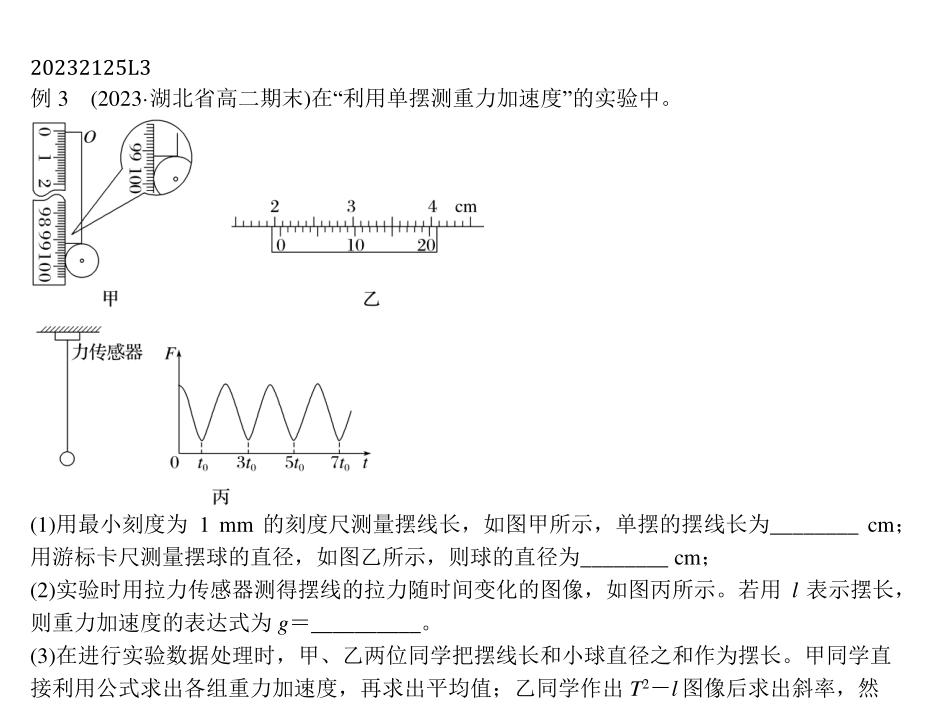 20232125L3
例 3 (2023·湖北省高二期末)在“利用单摆测重力加速度”的实验中。
0 1 2 98 99 100
O
99 100
甲
2 3 4 cm
0 10 20
乙
力传感器
F
0 t₀ 3t₀ 5t₀ 7t₀ t
丙
(1)用最小刻度为 1 mm 的刻度尺测量摆线长，如图甲所示，单摆的摆线长为________ cm；
用游标卡尺测量摆球的直径，如图乙所示，则球的直径为________ cm；
(2)实验时用拉力传感器测得摆线的拉力随时间变化的图像，如图丙所示。若用 l 表示摆长，
则重力加速度的表达式为 g＝__________。
(3)在进行实验数据处理时，甲、乙两位同学把摆线长和小球直径之和作为摆长。甲同学直
接利用公式求出各组重力加速度，再求出平均值；乙同学作出 T²－l 图像后求出斜率，然